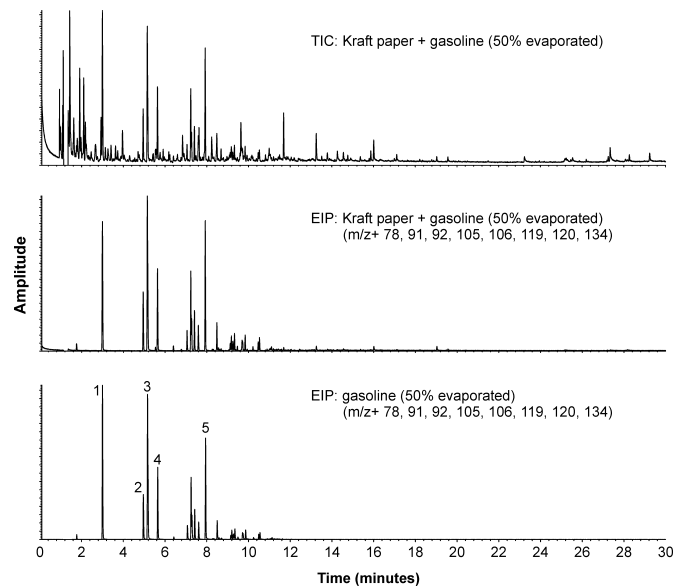 TIC: Kraft paper + gasoline (50% evaporated)
EIP: Kraft paper + gasoline (50% evaporated)
(m/z+ 78, 91, 92, 105, 106, 119, 120, 134)
Amplitude
EIP: gasoline (50% evaporated)
(m/z+ 78, 91, 92, 105, 106, 119, 120, 134)
1
3
5
4
2
0 2 4 6 8 10 12 14 16 18 20 22 24 26 28 30
Time (minutes)